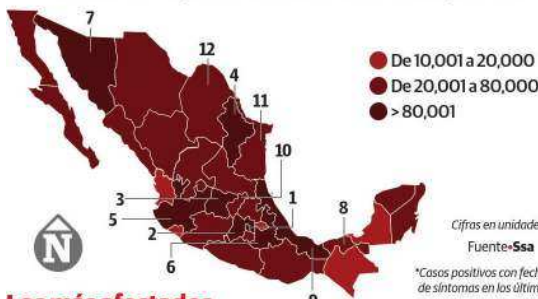 7
12
4
11
10
3
1
5
2
8
6
De 10,001 a 20,000
De 20,001 a 80,000
> 80,001
N
Cifras en unidade
Fuente•Ssa
*Casos positivos con fech
de síntomas en los últim